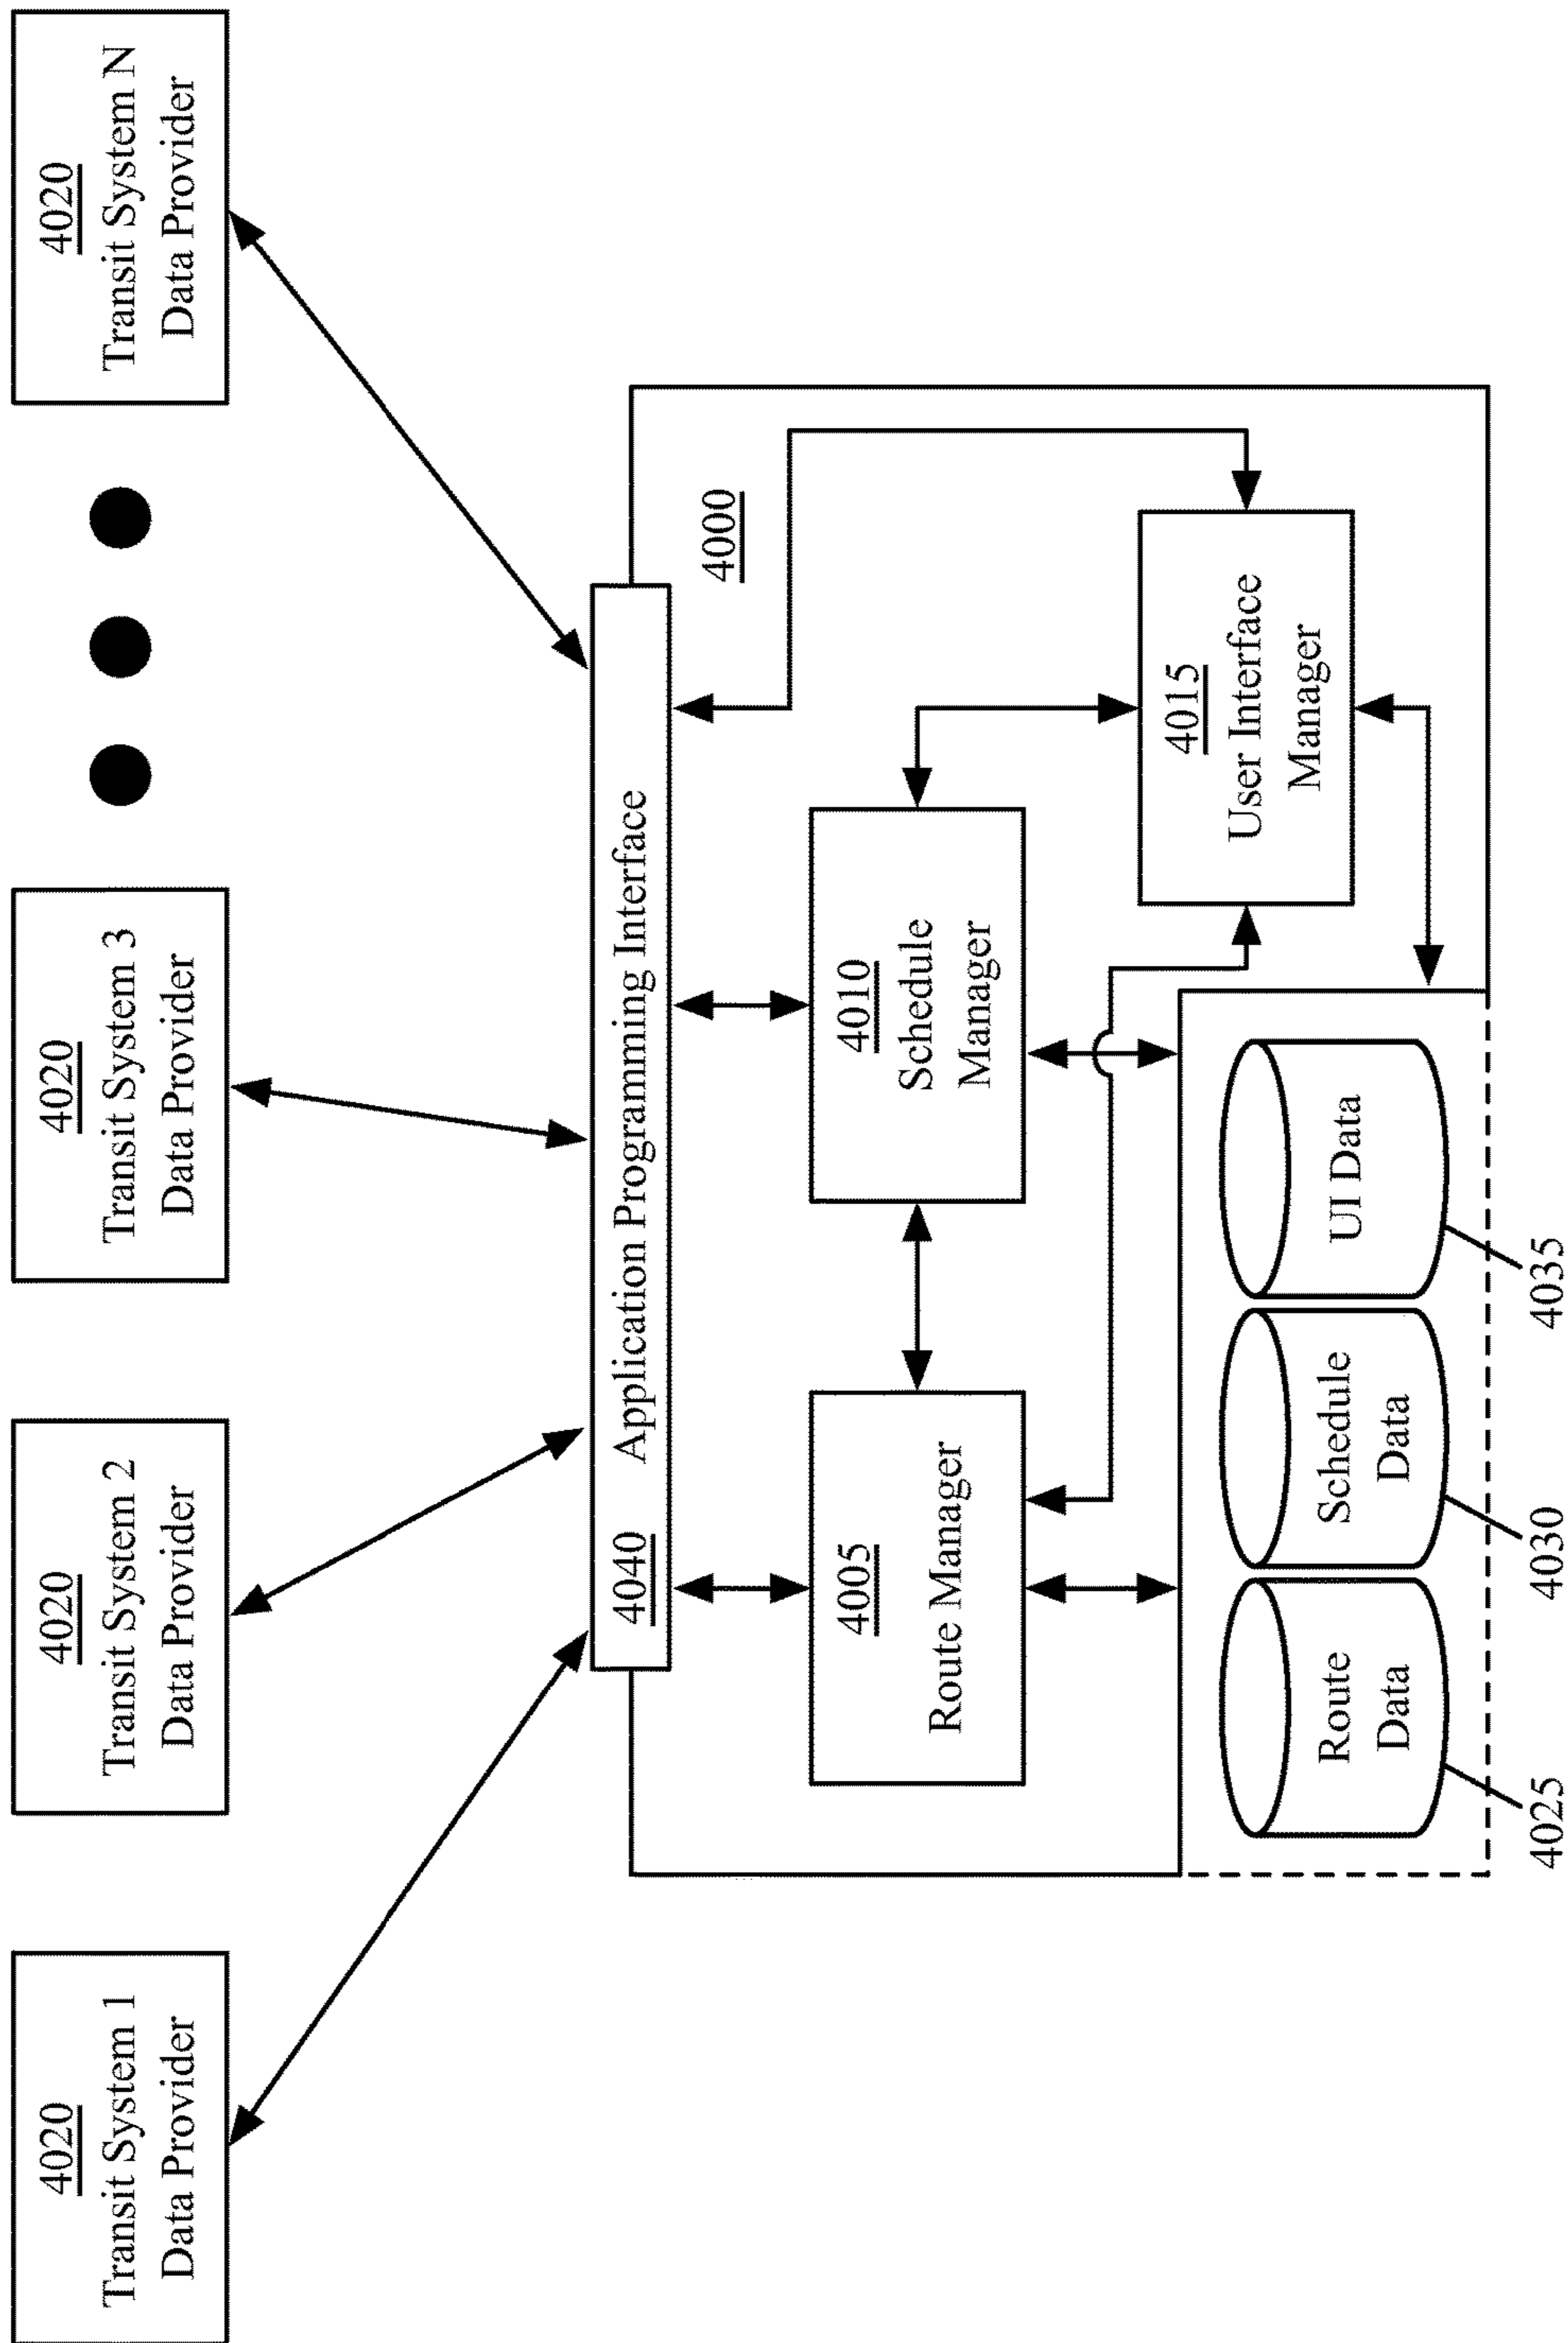 4020
Transit System 1
Data Provider
4020
Transit System 2
Data Provider
4020
Transit System 3
Data Provider
4020
Transit System N
Data Provider
4040
Application Programming Interface
4000
4005
Route Manager
4010
Schedule
Manager
4015
User Interface
Manager
Route
Data
Schedule
Data
UI Data
4025
4030
4035